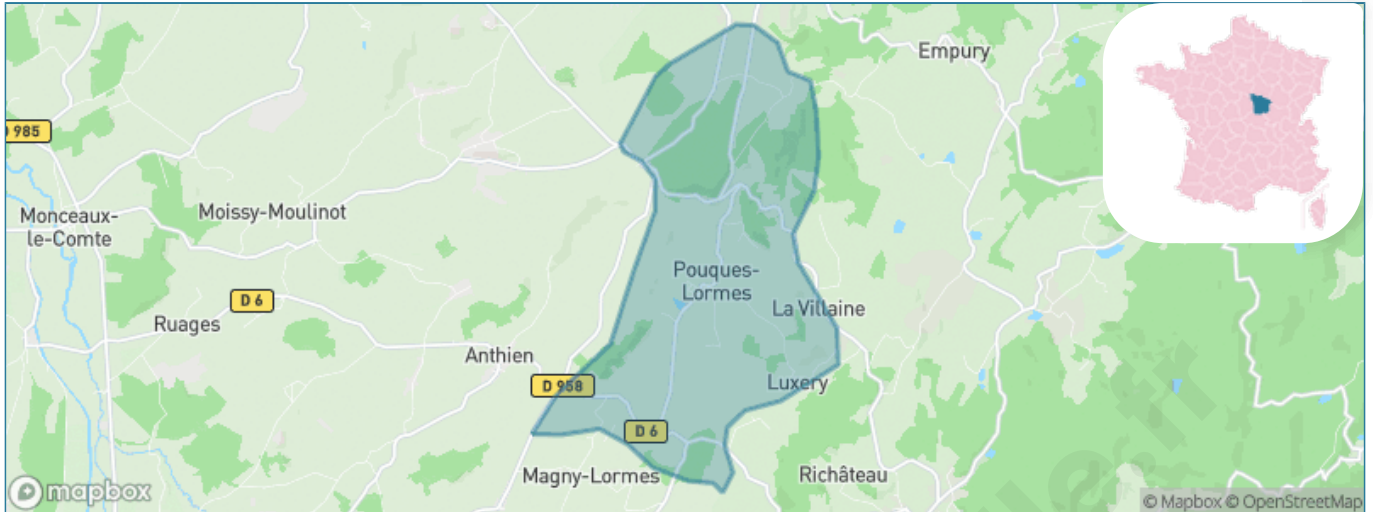 Empury
D 985
Monceaux-
le-Comte
Moissy-Moulinot
Pouques-
Lormes
D 6
La Villaine
Ruages
Anthien
D 958
Luxery
D 6
Magny-Lormes
Richâteau
mapbox
© Mapbox © OpenStreetMap